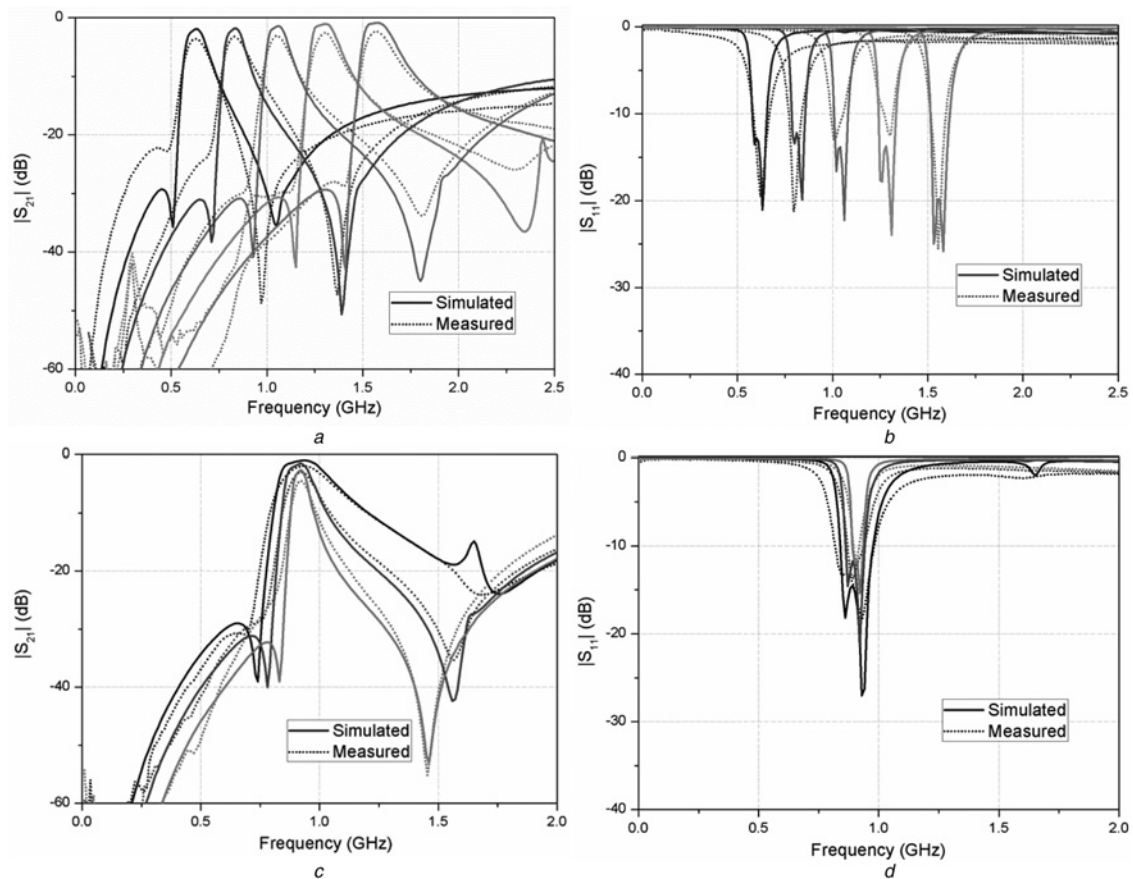 0
-20
-40
-60
|S21| (dB)
0.0 0.5 1.0 1.5 2.0 2.5
Frequency (GHz)
Simulated
Measured
a
0
-10
-20
-30
-40
|S11| (dB)
0.0 0.5 1.0 1.5 2.0 2.5
Frequency (GHz)
Simulated
Measured
b
0
-20
-40
-60
|S21| (dB)
0.0 0.5 1.0 1.5 2.0
Frequency (GHz)
Simulated
Measured
c
0
-10
-20
-30
-40
|S11| (dB)
0.0 0.5 1.0 1.5 2.0
Frequency (GHz)
Simulated
Measured
d